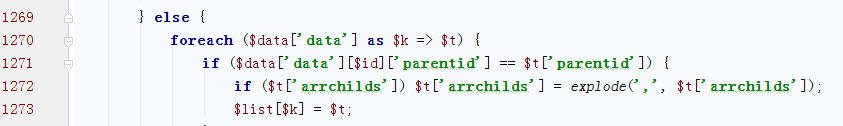 1269 } else {
1270 foreach ($data['data'] as $k => $t) {
1271 if ($data['data'][$id]['parentid'] == $t['parentid']) {
1272 if ($t['arrchilds']) $t['arrchilds'] = explode(',', $t['arrchilds']);
1273 $list[$k] = $t;